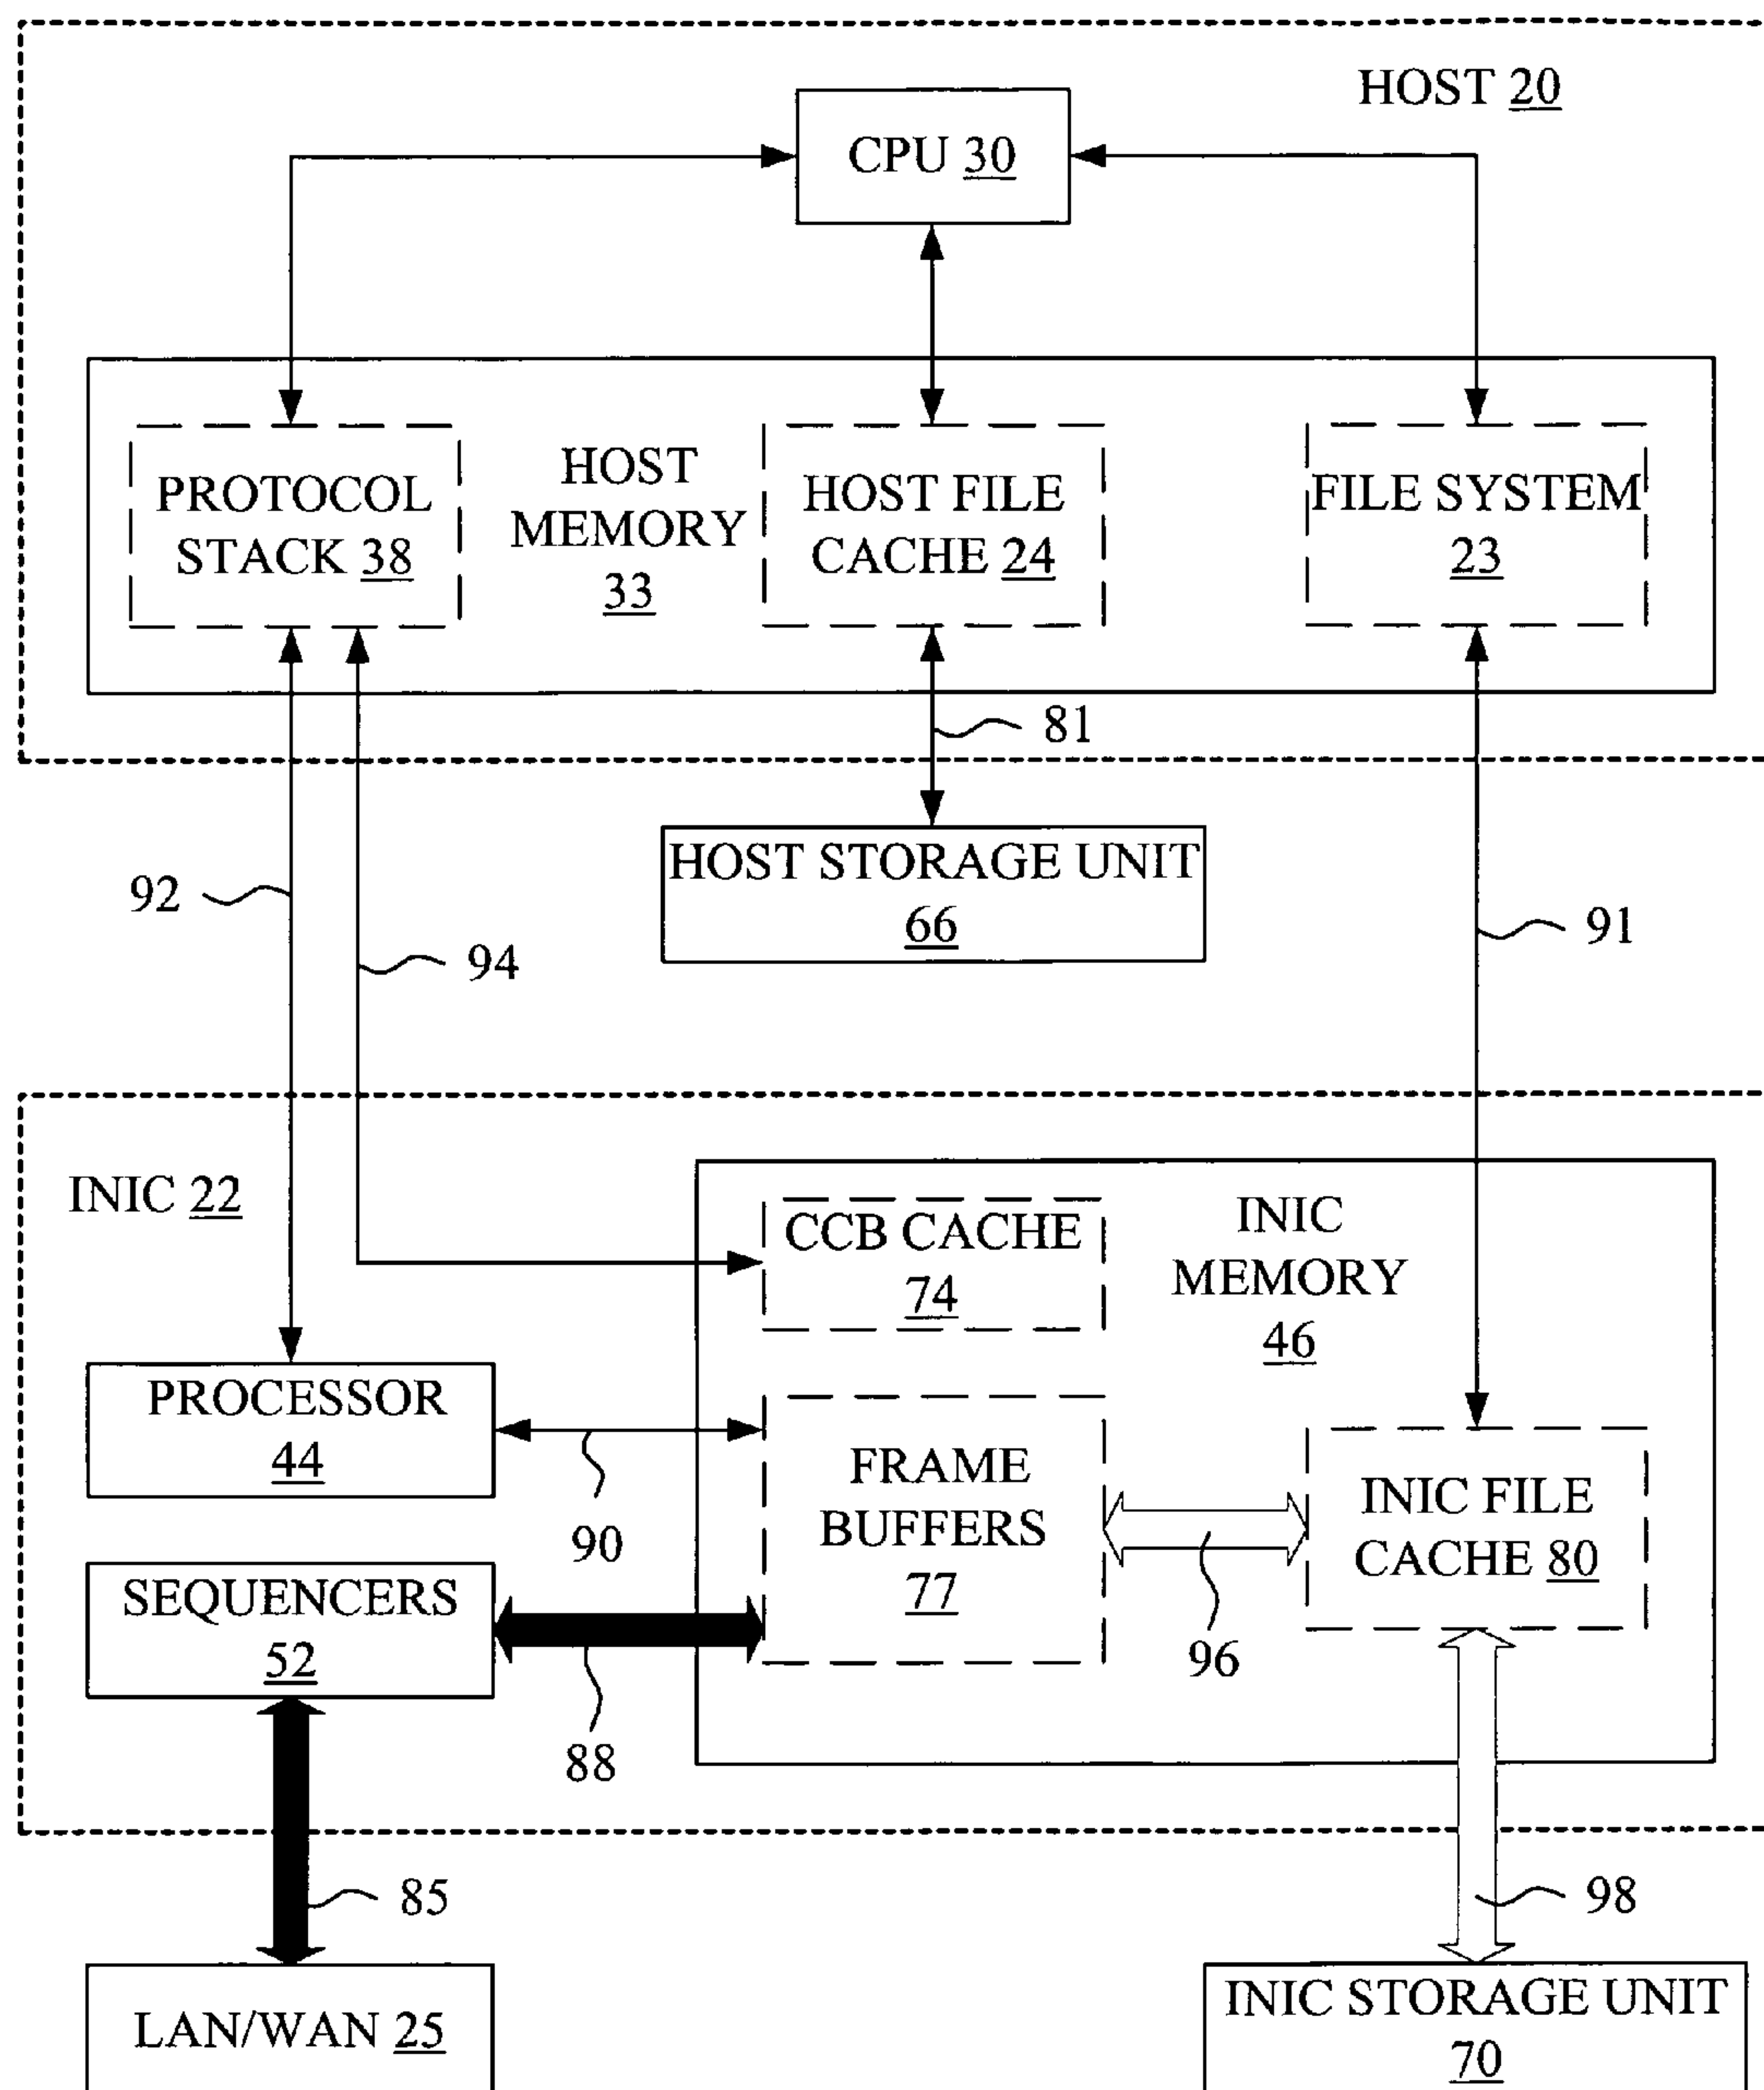 HOST 20
CPU 30
PROTOCOL
STACK 38
HOST
MEMORY
33
HOST FILE
CACHE 24
FILE SYSTEM
23
81
HOST STORAGE UNIT
66
92
94
91
INIC 22
CCB CACHE
74
INIC
MEMORY
46
PROCESSOR
44
90
FRAME
BUFFERS
77
INIC FILE
CACHE 80
SEQUENCERS
52
88
96
85
98
LAN/WAN 25
INIC STORAGE UNIT
70